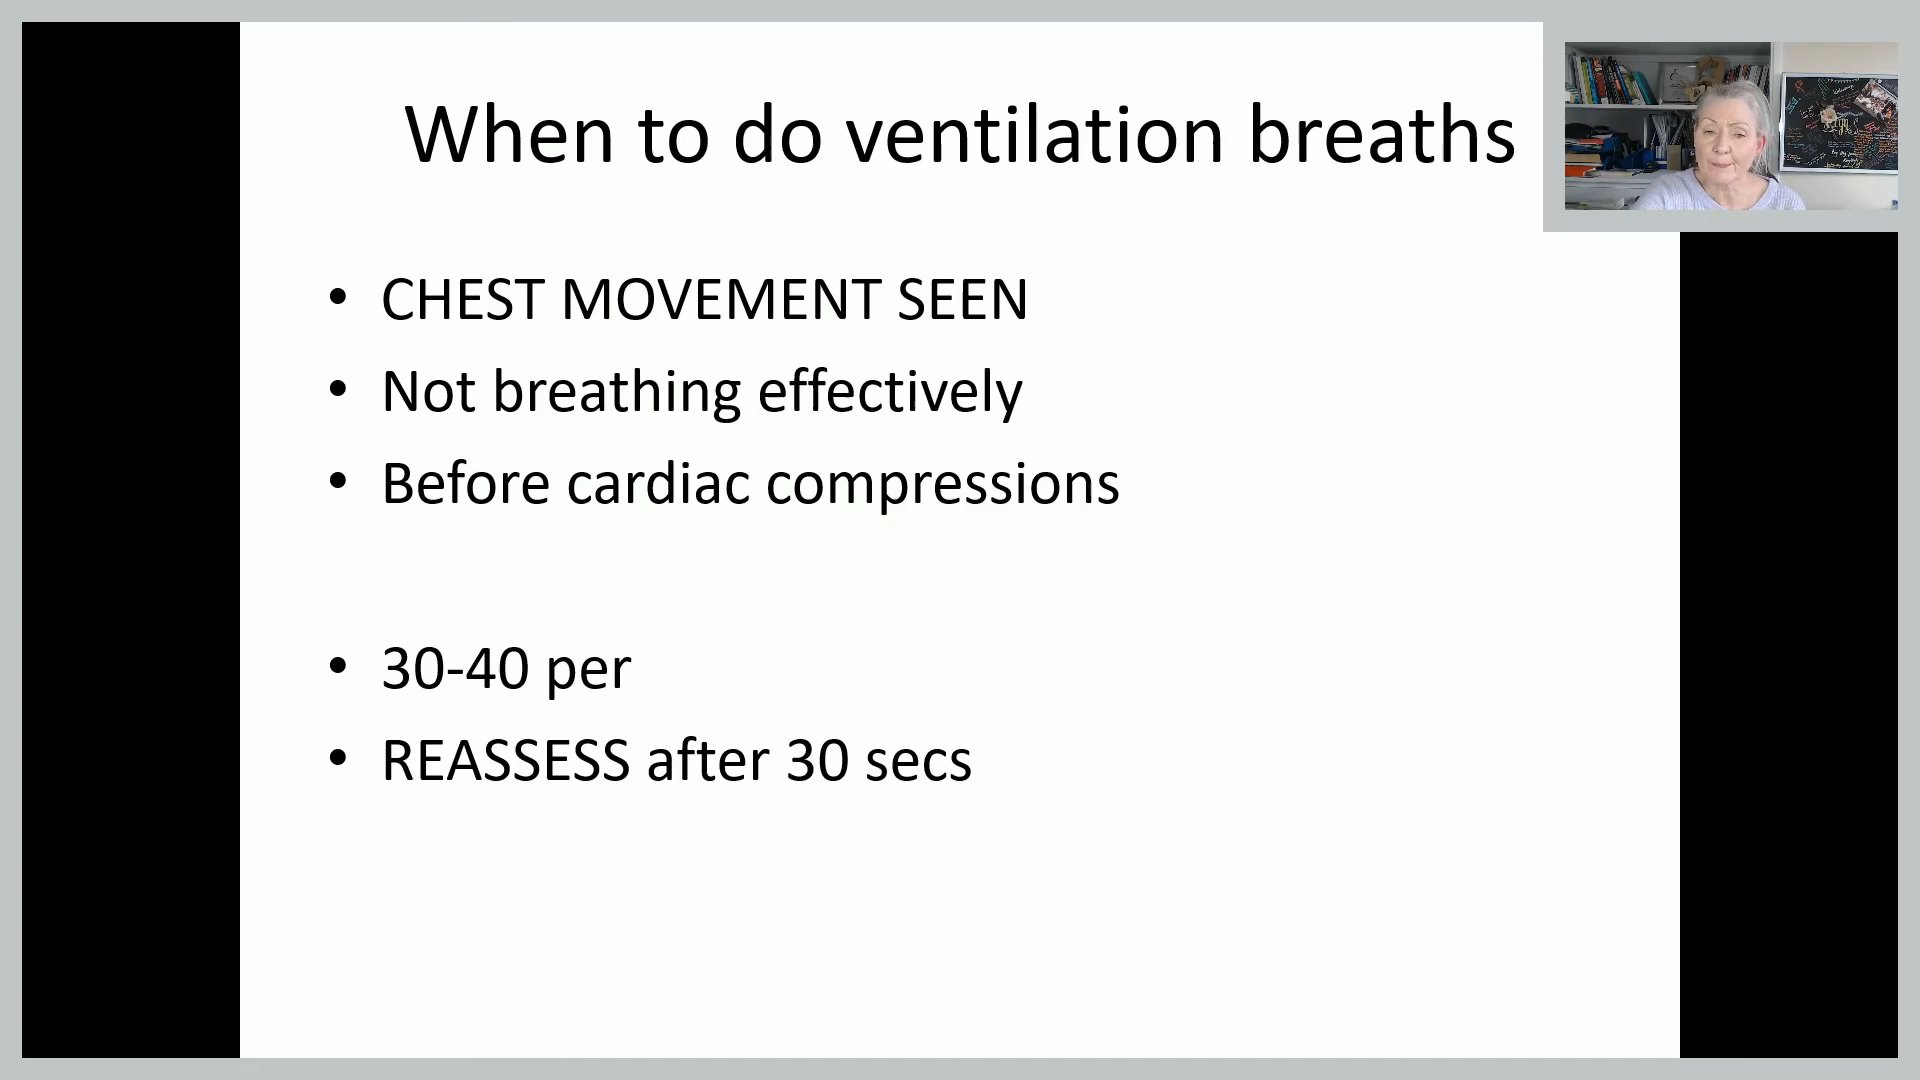 When to do ventilation breaths
• CHEST MOVEMENT SEEN
• Not breathing effectively
• Before cardiac compressions
• 30-40 per
• REASSESS after 30 secs